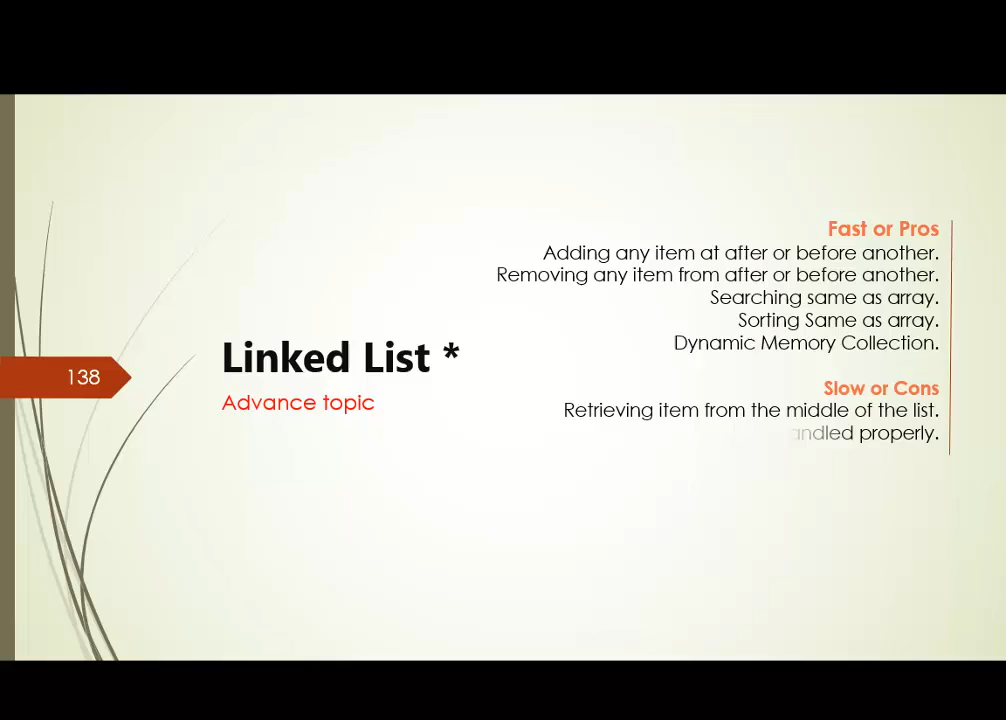 138
Linked List *
Advance topic
Fast or Pros
Adding any item at after or before another.
Removing any item from after or before another.
Searching same as array.
Sorting Same as array.
Dynamic Memory Collection.
Slow or Cons
Retrieving item from the middle of the list.
properly.